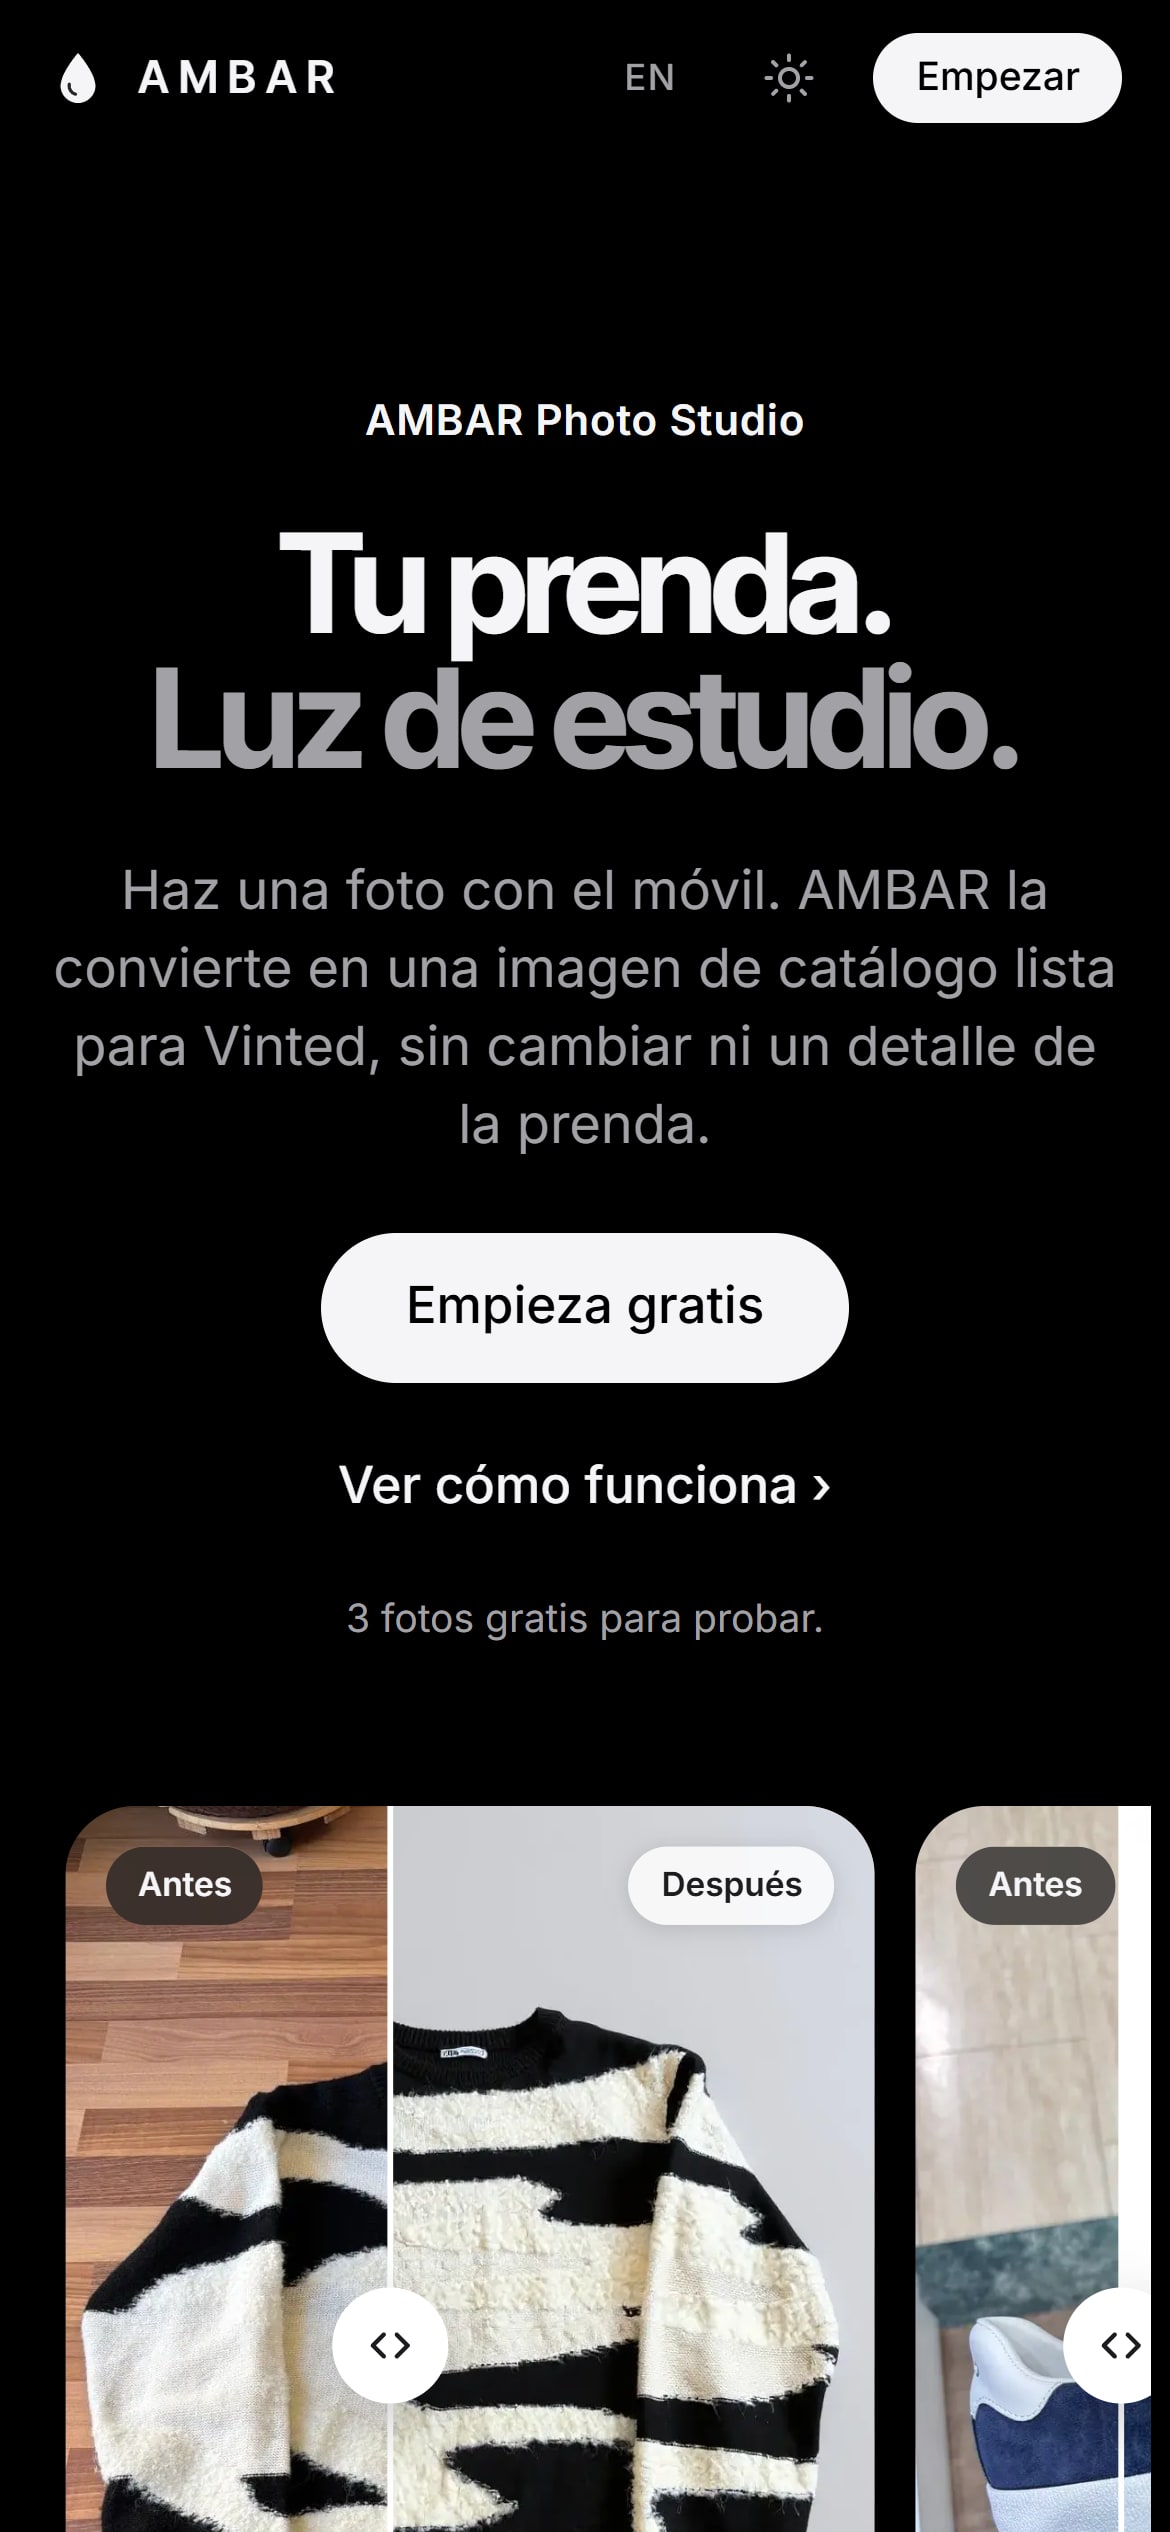 AMBAR
EN
Empezar
AMBAR Photo Studio
Tu prenda.
Luz de estudio.
Haz una foto con el móvil. AMBAR la
convierte en una imagen de catálogo lista
para Vinted, sin cambiar ni un detalle de
la prenda.
Empieza gratis
Ver cómo funciona ›
3 fotos gratis para probar.
Antes
Después
Antes